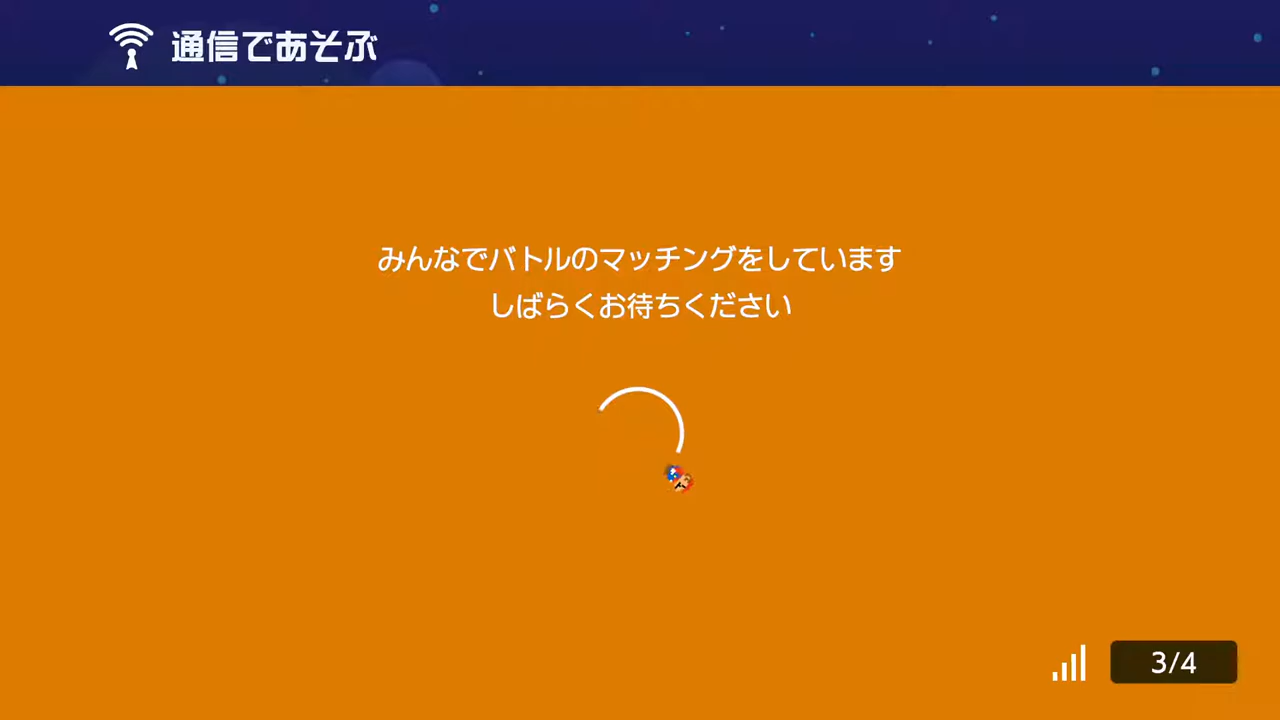 通信であそぶ
みんなでバトルのマッチングをしています
しばらくお待ちください
3/4